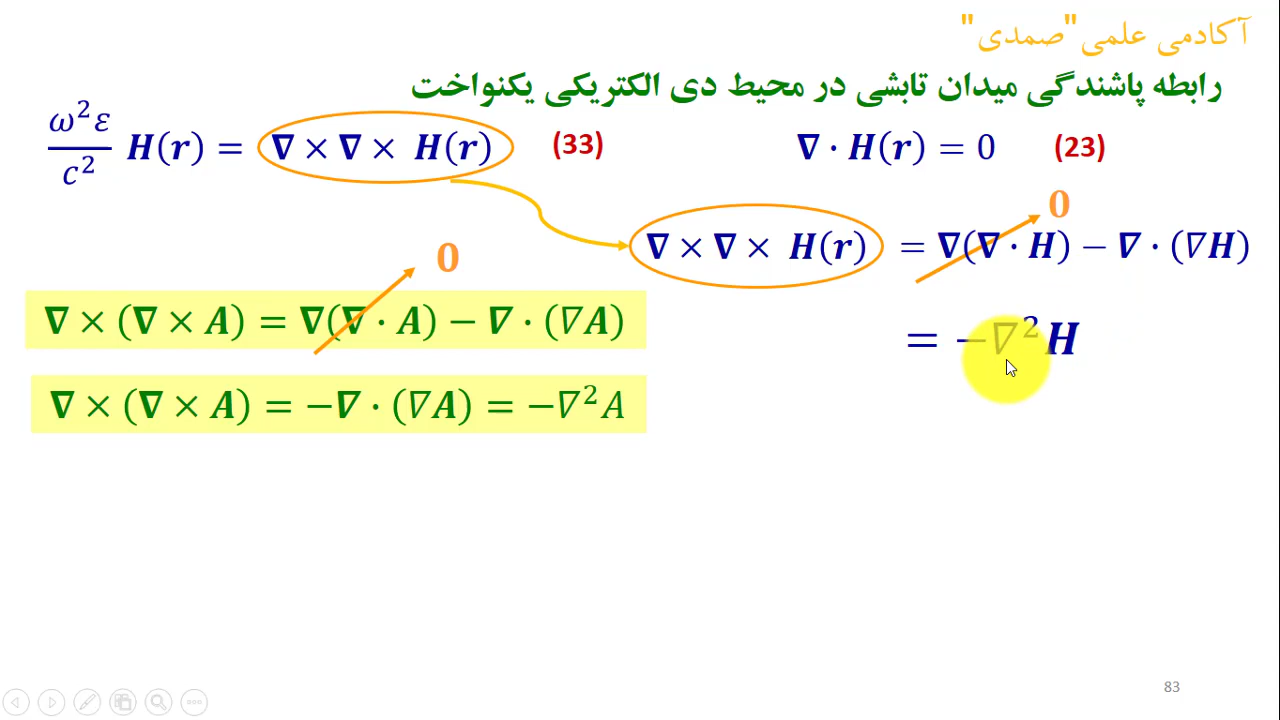 آکادمی علمی"صمدی"
رابطه پاشندگی میدان تابشی در محیط دی الکتریکی یکنواخت
ω²ε/c² H(r) = ∇ × ∇ × H(r) (33) ∇ · H(r) = 0 (23)
0
∇ × ∇ × H(r) = ∇(∇ · H) − ∇ · (∇H)
0
∇ × (∇ × A) = ∇(∇ · A) − ∇ · (∇A)
= −∇²H
∇ × (∇ × A) = −∇ · (∇A) = −∇²A
83